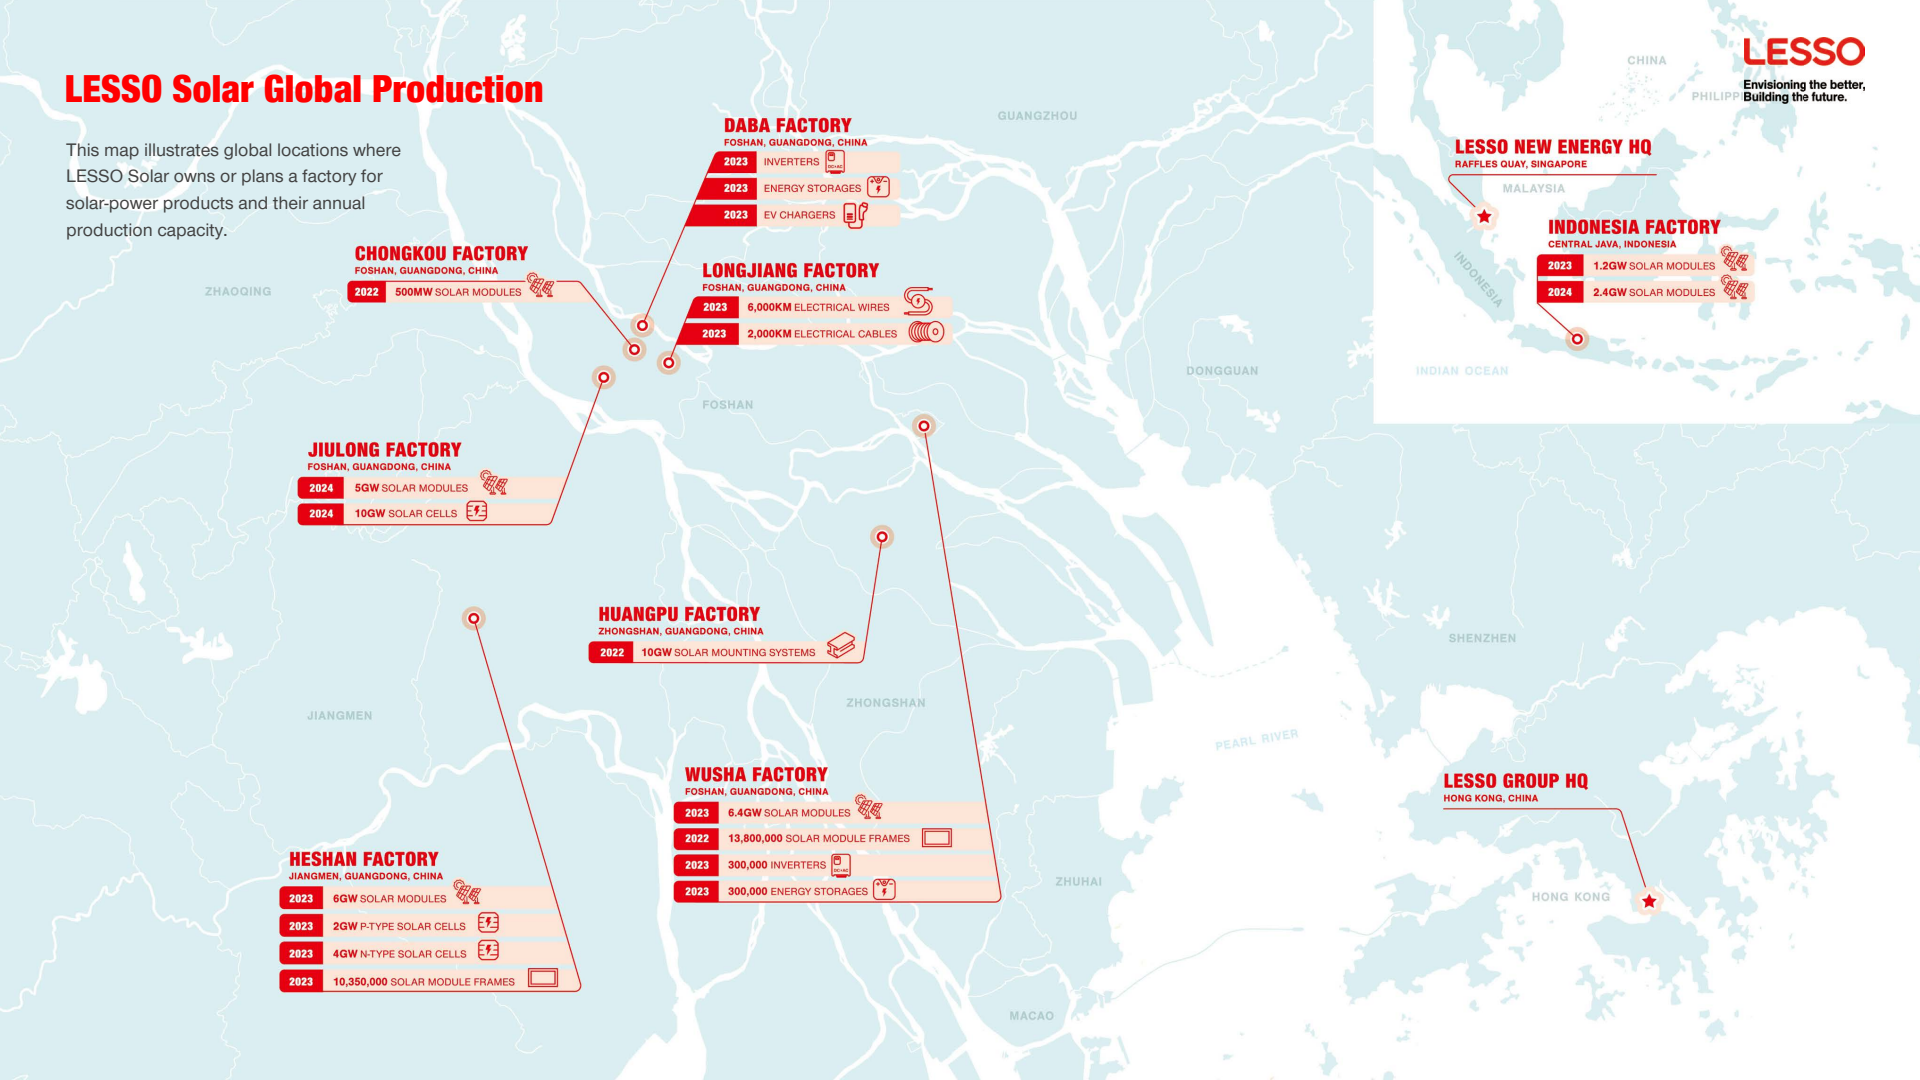 LESSO Solar Global Production
This map illustrates global locations where
LESSO Solar owns or plans a factory for
solar-power products and their annual
production capacity.
LESSO
Envisioning the better,
Building the future.
CHINA
PHILIPP
LESSO NEW ENERGY HQ
RAFFLES QUAY, SINGAPORE
MALAYSIA
INDONESIA
INDONESIA FACTORY
CENTRAL JAVA, INDONESIA
2023 1.2GW SOLAR MODULES
2024 2.4GW SOLAR MODULES
INDIAN OCEAN
DABA FACTORY
FOSHAN, GUANGDONG, CHINA
2023 INVERTERS
DC>AC
2023 ENERGY STORAGES
2023 EV CHARGERS
GUANGZHOU
CHONGKOU FACTORY
FOSHAN, GUANGDONG, CHINA
2022 500MW SOLAR MODULES
ZHAOQING
LONGJIANG FACTORY
FOSHAN, GUANGDONG, CHINA
2023 6,000KM ELECTRICAL WIRES
2023 2,000KM ELECTRICAL CABLES
DONGGUAN
FOSHAN
JIULONG FACTORY
FOSHAN, GUANGDONG, CHINA
2024 5GW SOLAR MODULES
2024 10GW SOLAR CELLS
HUANGPU FACTORY
ZHONGSHAN, GUANGDONG, CHINA
2022 10GW SOLAR MOUNTING SYSTEMS
SHENZHEN
ZHONGSHAN
JIANGMEN
PEARL RIVER
WUSHA FACTORY
FOSHAN, GUANGDONG, CHINA
2023 6.4GW SOLAR MODULES
2022 13,800,000 SOLAR MODULE FRAMES
2023 300,000 INVERTERS
DC>AC
2023 300,000 ENERGY STORAGES
LESSO GROUP HQ
HONG KONG, CHINA
HESHAN FACTORY
JIANGMEN, GUANGDONG, CHINA
2023 6GW SOLAR MODULES
2023 2GW P-TYPE SOLAR CELLS
2023 4GW N-TYPE SOLAR CELLS
2023 10,350,000 SOLAR MODULE FRAMES
ZHUHAI
HONG KONG
MACAO